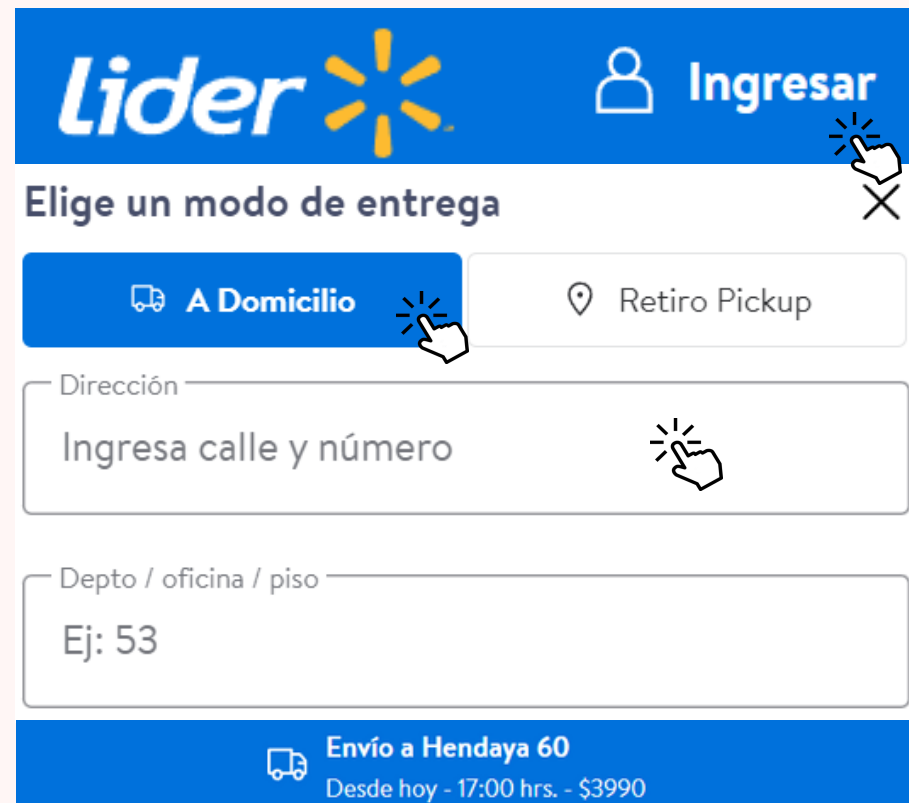 lider
Ingresar
Elige un modo de entrega
A Domicilio
Retiro Pickup
Dirección
Ingresa calle y número
Depto / oficina / piso
Ej: 53
Envío a Hendaya 60
Desde hoy - 17:00 hrs. - $3990